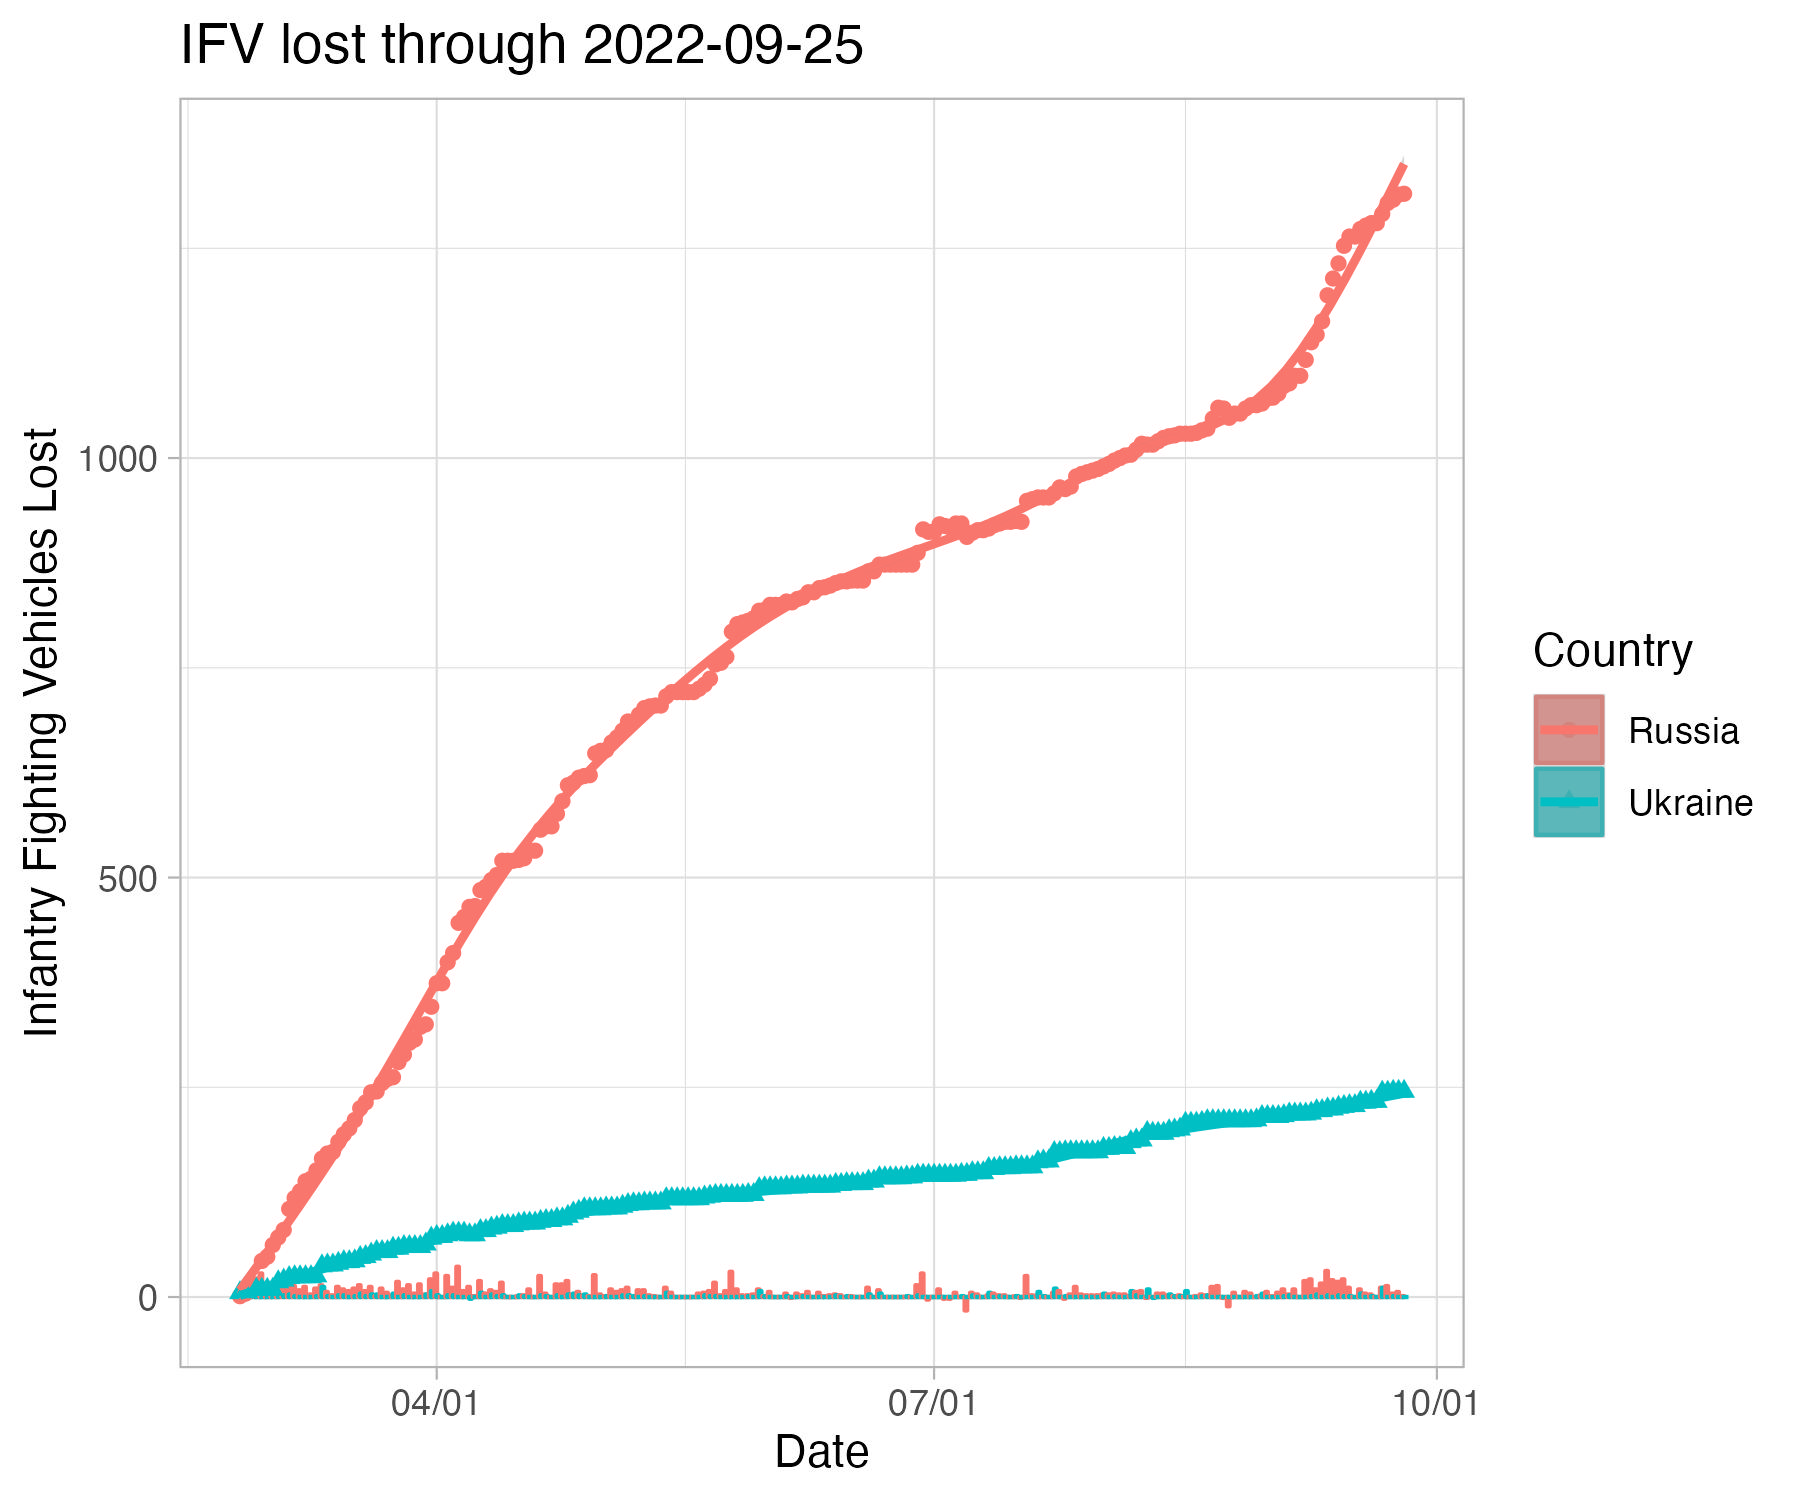 IFV lost through 2022-09-25
Infantry Fighting Vehicles Lost
1000
500
0
04/01
07/01
10/01
Date
Country
Russia
Ukraine